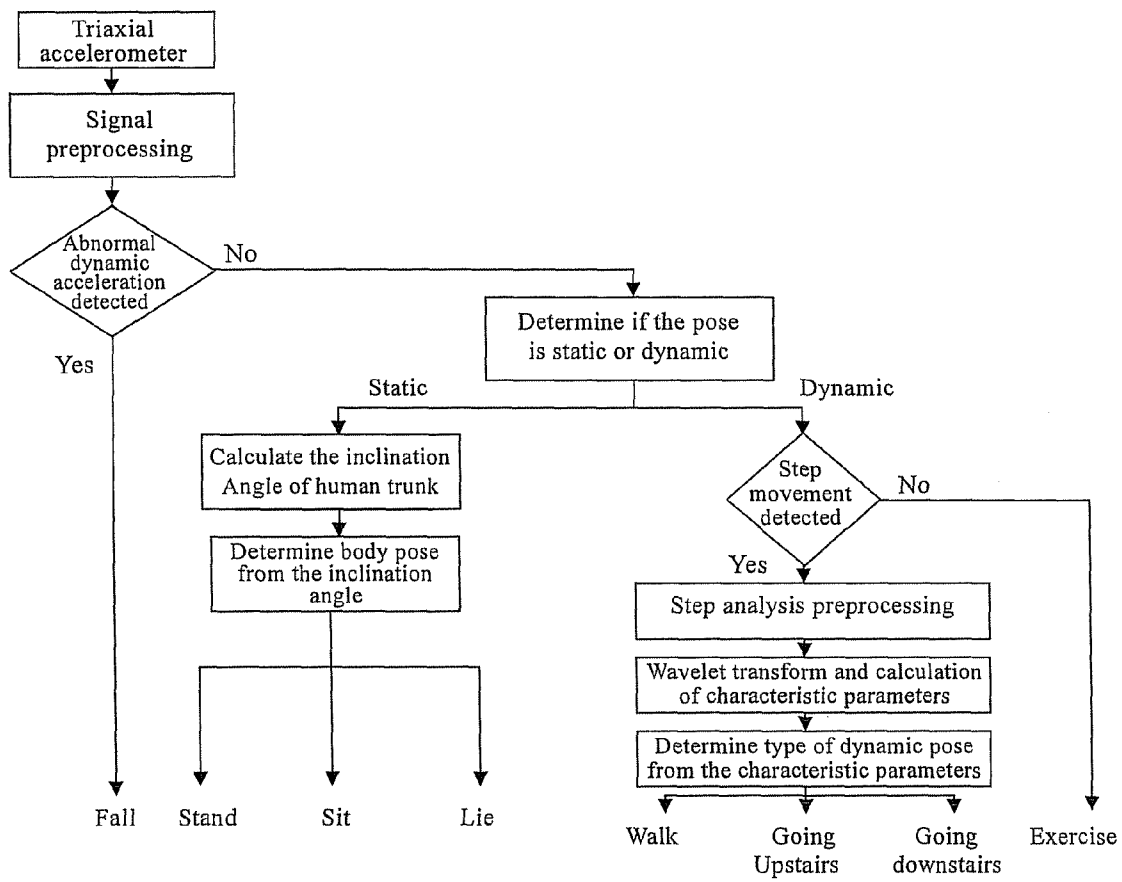 Triaxial
accelerometer
Signal
preprocessing
Abnormal
dynamic
acceleration
detected
No
Yes
Determine if the pose
is static or dynamic
Static
Dynamic
Calculate the inclination
Angle of human trunk
Determine body pose
from the inclination
angle
Step
movement
detected
No
Yes
Step analysis preprocessing
Wavelet transform and calculation
of characteristic parameters
Determine type of dynamic pose
from the characteristic parameters
Fall
Stand
Sit
Lie
Walk
Going
Upstairs
Going
downstairs
Exercise